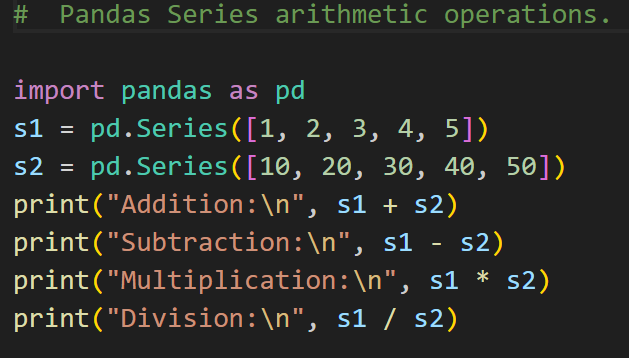 #  Pandas Series arithmetic operations.
import pandas as pd
s1 = pd.Series([1, 2, 3, 4, 5])
s2 = pd.Series([10, 20, 30, 40, 50])
print("Addition:\n", s1 + s2)
print("Subtraction:\n", s1 - s2)
print("Multiplication:\n", s1 * s2)
print("Division:\n", s1 / s2)